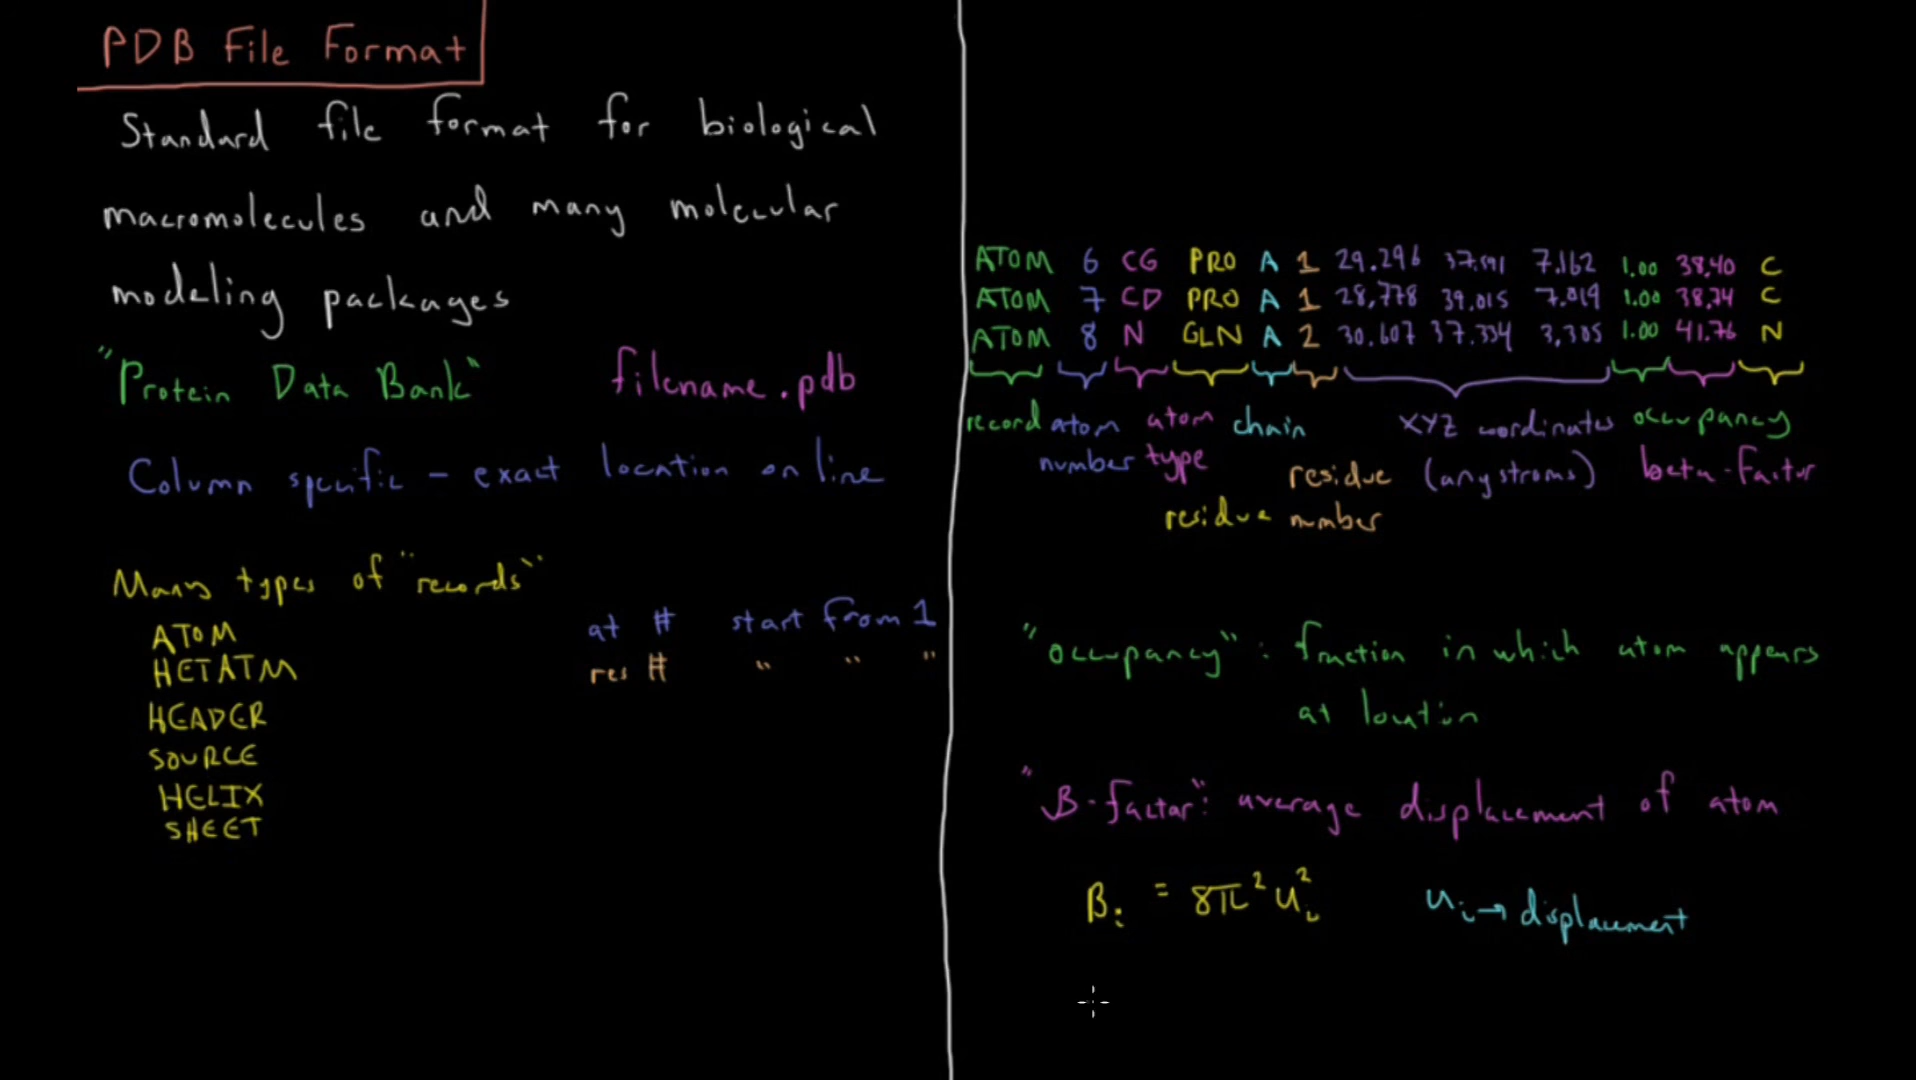 PDB File Format
Standard file format for biological
macromolecules and many molecular
modeling packages
"Protein Data Bank" filename.pdb
Column specific - exact location on line
Many types of "records"
ATOM
HETATM
HEADER
SOURCE
HELIX
SHEET
at # start from 1
res # " " "
ATOM 6 CG PRO A 1 29.296 37.591 7.162 1.00 38.40 C
ATOM 7 CD PRO A 1 28.778 39.015 7.019 1.00 38.74 C
ATOM 8 N GLN A 2 30.607 37.334 3.305 1.00 41.76 N
record atom atom chain XYZ coordinates occupancy
number type residue (angstroms) beta-factor
residue number
"occupancy": fraction in which atom appears
at location
"B-factor": average displacement of atom
Bᵢ = 8π²uᵢ² uᵢ → displacement